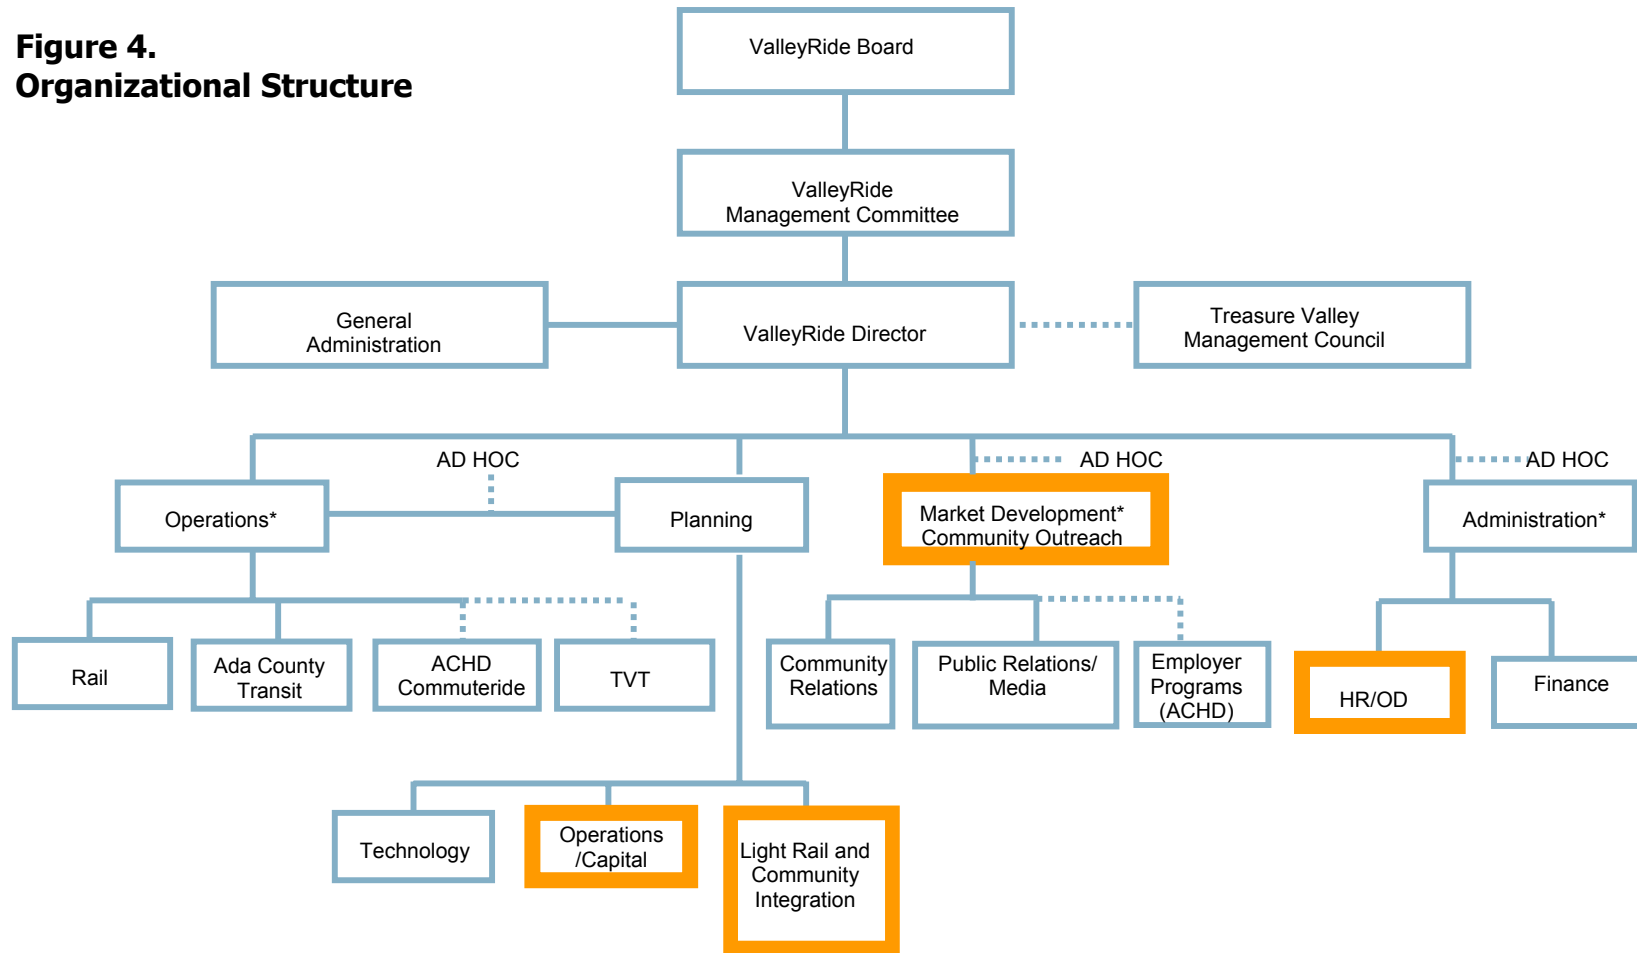 Figure 4.
Organizational Structure
ValleyRide Board
ValleyRide
Management Committee
General
Administration
ValleyRide Director
Treasure Valley
Management Council
AD HOC
AD HOC
AD HOC
Operations*
Planning
Market Development*
Community Outreach
Administration*
Rail
Ada County
Transit
ACHD
Commuteride
TVT
Community
Relations
Public Relations/
Media
Employer
Programs
(ACHD)
HR/OD
Finance
Technology
Operations
/Capital
Light Rail and
Community
Integration